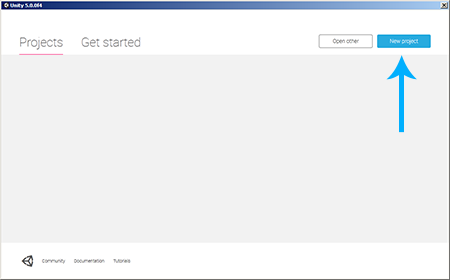 Unity 5.0.0f4
Projects Get started Open other New project
Community Documentation Tutorials